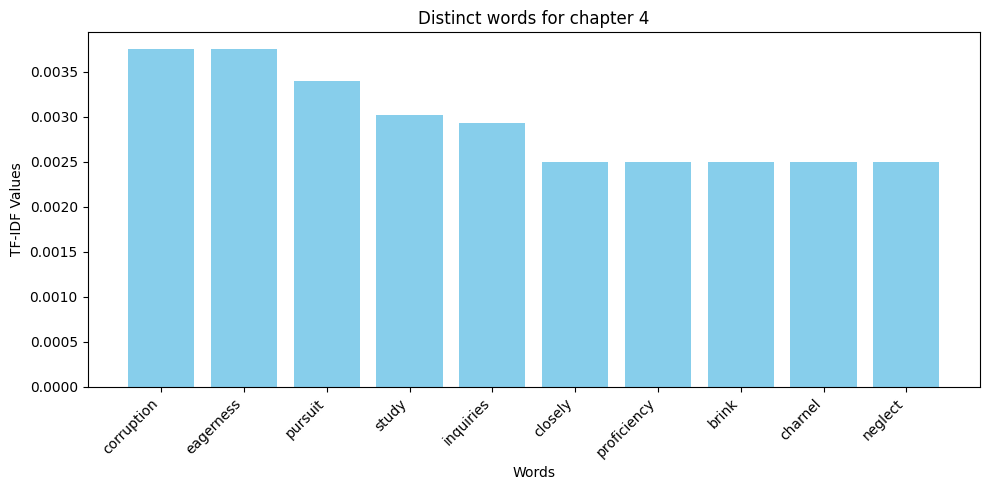 Distinct words for chapter 4
TF-IDF Values
0.0035
0.0030
0.0025
0.0020
0.0015
0.0010
0.0005
0.0000
corruption
eagerness
pursuit
study
inquiries
closely
proficiency
brink
charnel
neglect
Words